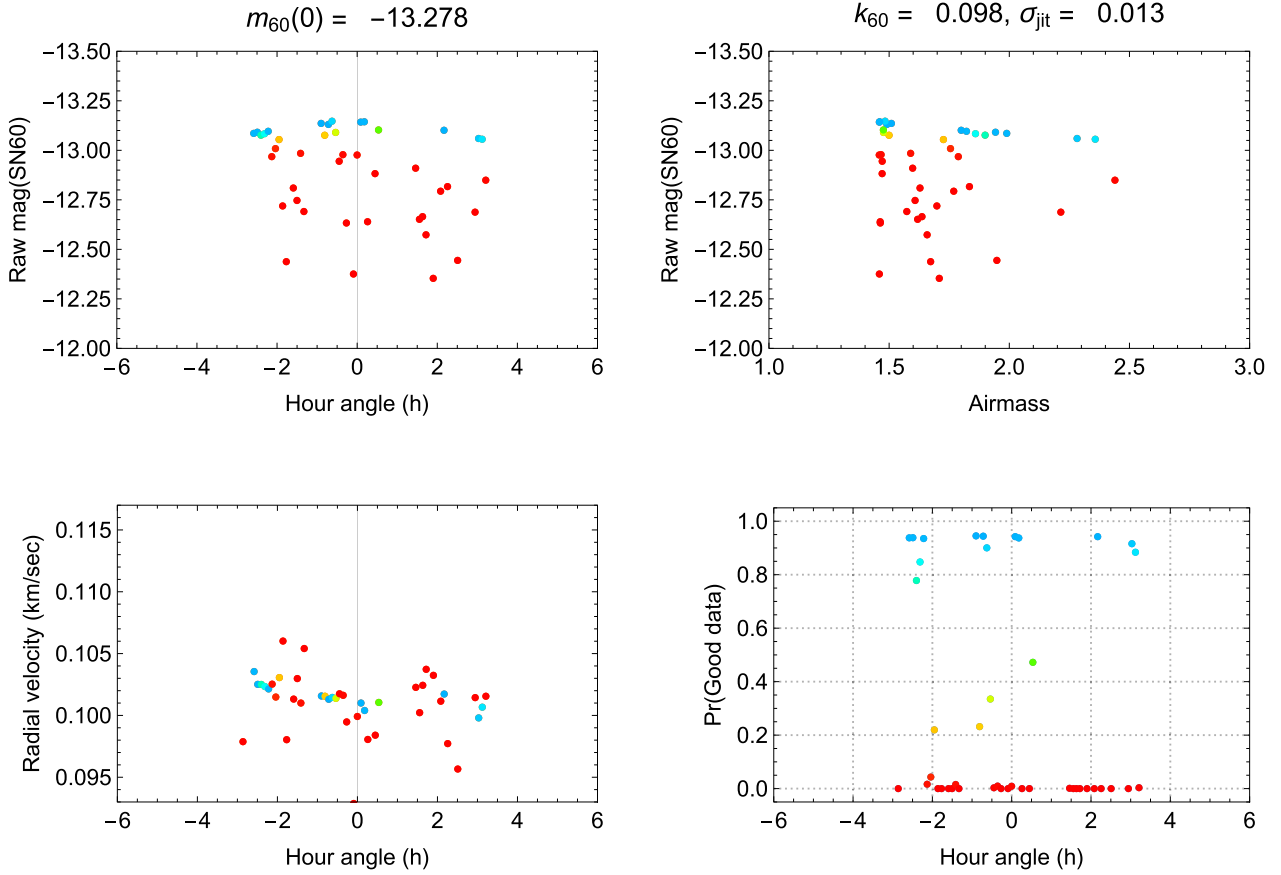 m60(0) = -13.278
k60 = 0.098, σjit = 0.013
−13.50
−13.25
−13.00
−12.75
−12.50
−12.25
−12.00
Raw mag(SN60)
−6 −4 −2 0 2 4 6
Hour angle (h)
−13.50
−13.25
−13.00
−12.75
−12.50
−12.25
−12.00
Raw mag(SN60)
1.0 1.5 2.0 2.5 3.0
Airmass
0.115
0.110
0.105
0.100
0.095
Radial velocity (km/sec)
−6 −4 −2 0 2 4 6
Hour angle (h)
1.0
0.8
0.6
0.4
0.2
0.0
Pr(Good data)
−6 −4 −2 0 2 4 6
Hour angle (h)